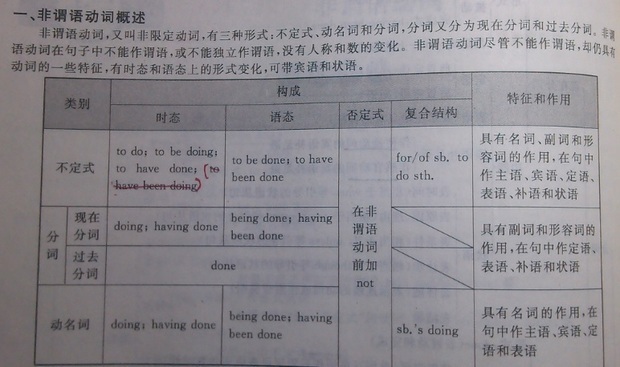 一、非谓语动词概述
非谓语动词,又叫非限定动词,有三种形式:不定式、动名词和分词,分词又分为现在分词和过去分词。非谓
语动词在句子中不能作谓语,或不能独立作谓语,没有人称和数的变化。非谓语动词尽管不能作谓语,却仍具有
动词的一些特征,有时态和语态上的形式变化,可带宾语和状语。
类别
构成
特征和作用
时态
语态
否定式
复合结构
不定式
to do; to be doing;
to have done; (to
have been doing)
to be done; to have
been done
for/of sb. to
do sth.
具有名词、副词和形
容词的作用,在句中
作主语、宾语、定语、
表语、补语和状语
分
词
现在
分词
doing; having done
being done; having
been done
在非
谓语
动词
前加
not
具有副词和形容词的
作用,在句中作定语、
表语、补语和状语
过去
分词
done
动名词
doing; having done
being done; having
been done
sb.'s doing
具有名词的作用,在
句中作主语、宾语、定
语和表语